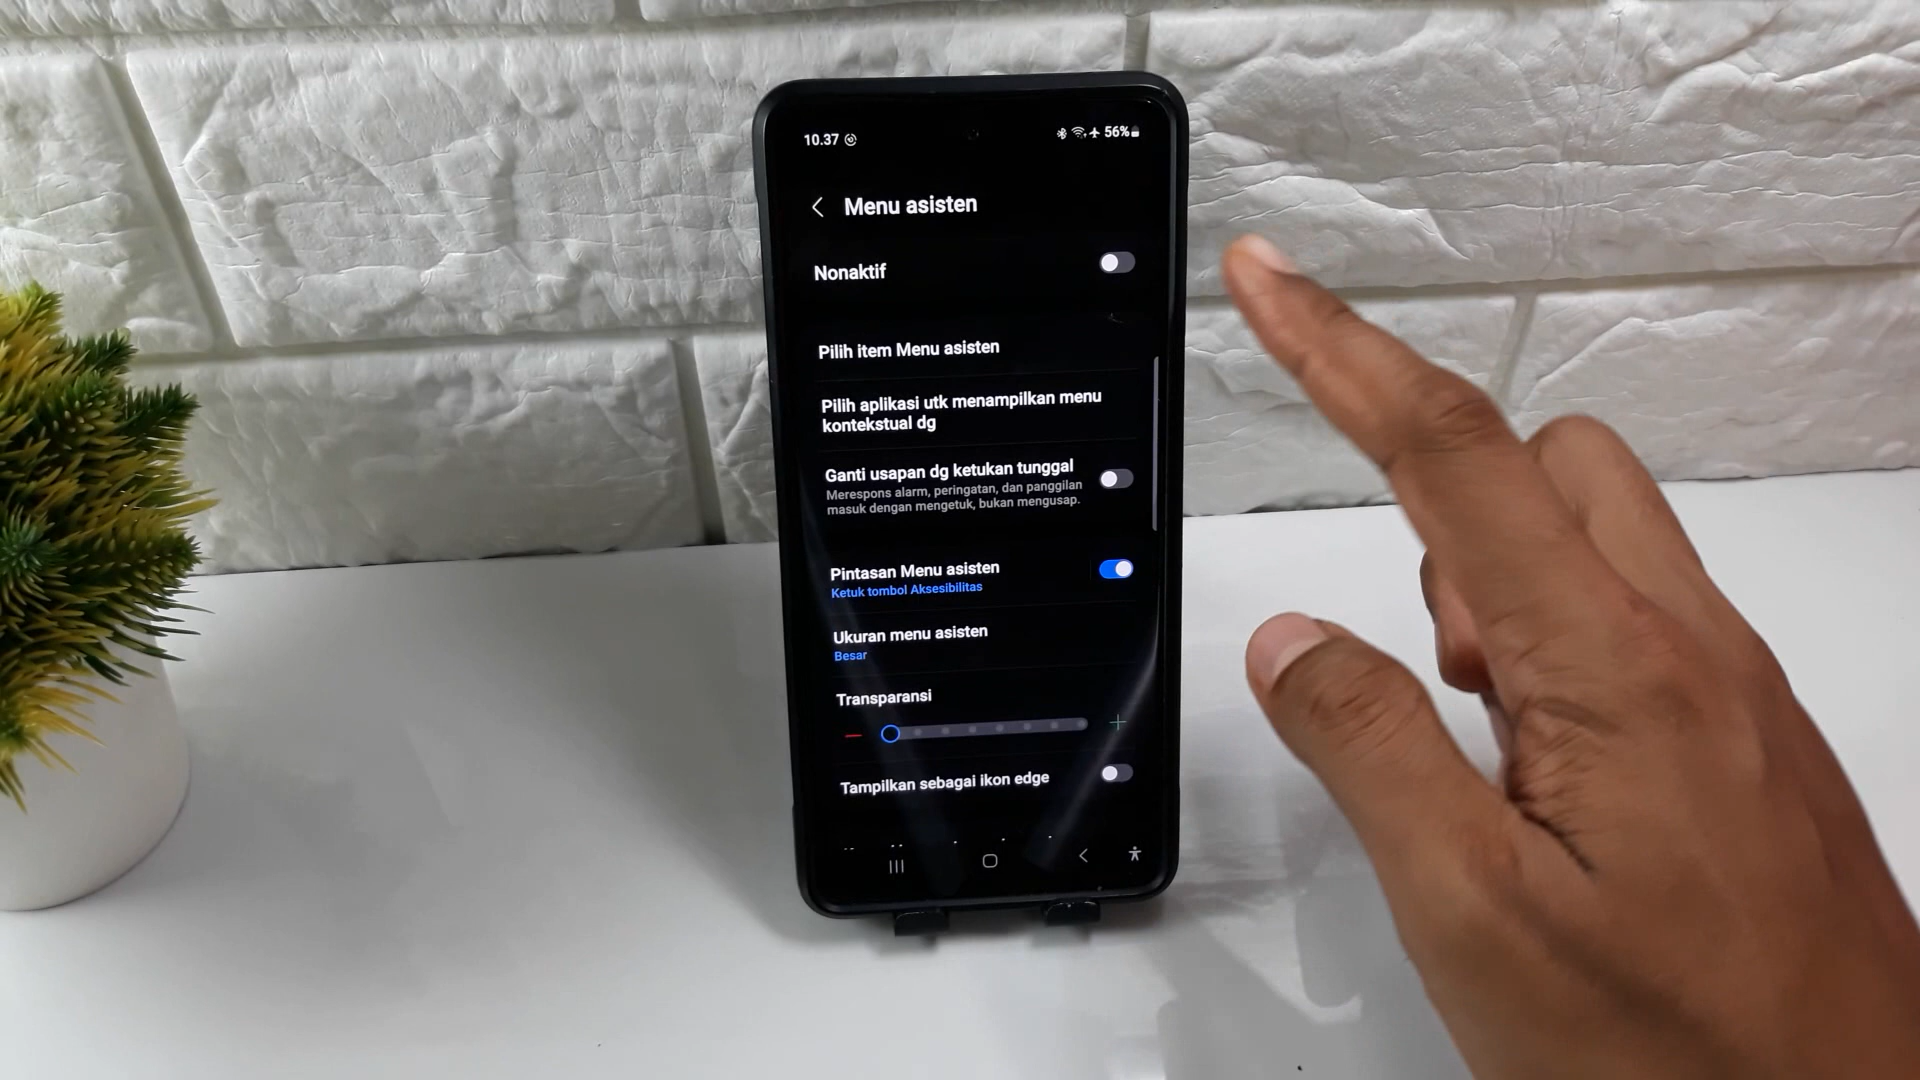 10.37
56%
Menu asisten
Nonaktif
Pilih item Menu asisten
Pilih aplikasi utk menampilkan menu
kontekstual dg
Ganti usapan dg ketukan tunggal
Merespons alarm, peringatan, dan panggilan
masuk dengan mengetuk, bukan mengusap.
Pintasan Menu asisten
Ketuk tombol Aksesibilitas
Ukuran menu asisten
Besar
Transparansi
Tampilkan sebagai ikon edge